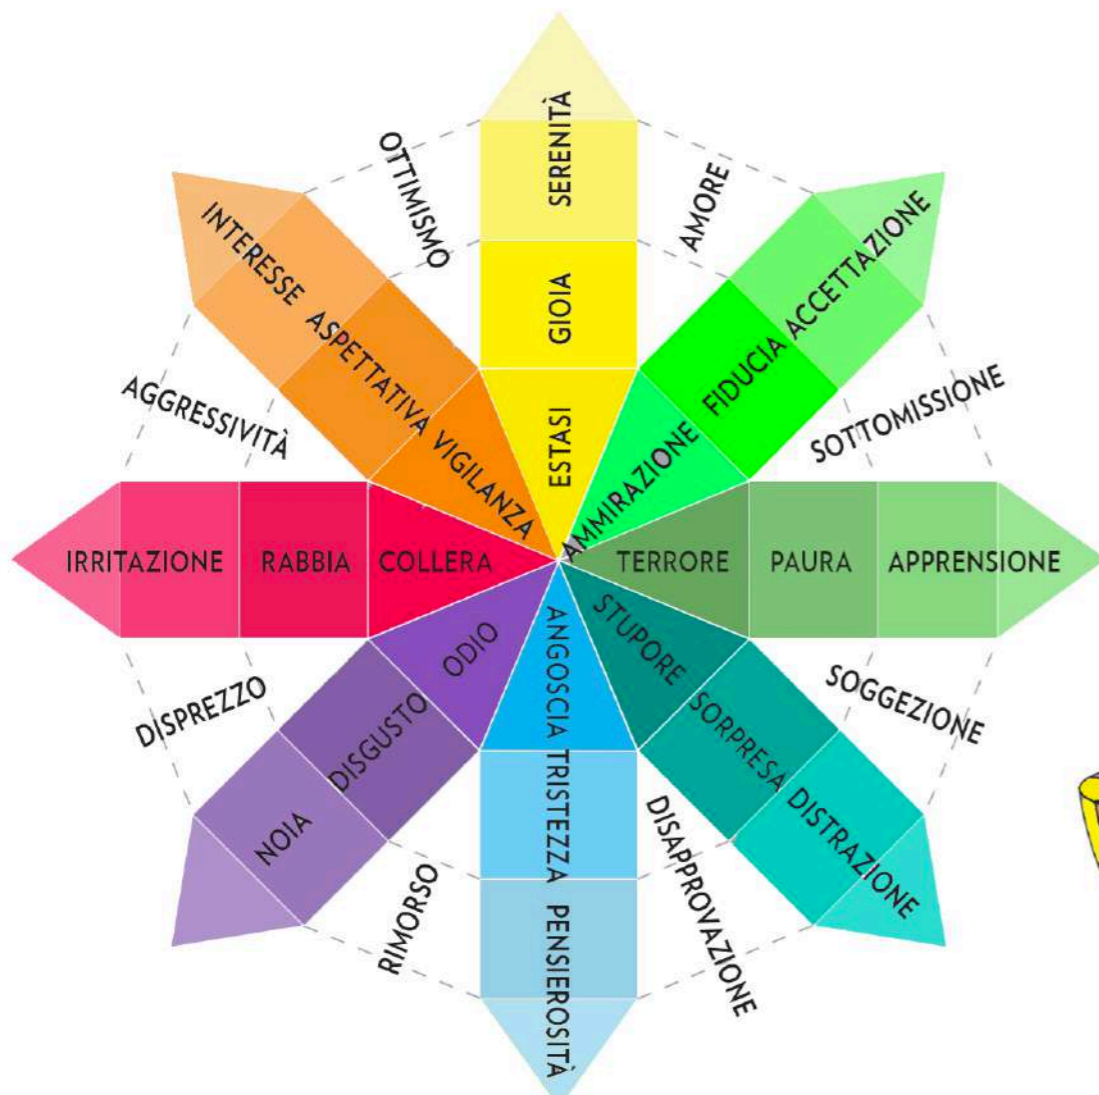 SERENITÀ
GIOIA
ESTASI
AMORE
ACCETTAZIONE
FIDUCIA
AMMIRAZIONE
SOTTOMISSIONE
APPRENSIONE
PAURA
TERRORE
SOGGEZIONE
DISTRAZIONE
SORPRESA
STUPORE
DISAPPROVAZIONE
PENSIEROSITÀ
TRISTEZZA
ANGOSCIA
RIMORSO
NOIA
DISGUSTO
ODIO
DISPREZZO
IRRITAZIONE
RABBIA
COLLERA
AGGRESSIVITÀ
INTERESSE
ASPETTATIVA
VIGILANZA
OTTIMISMO